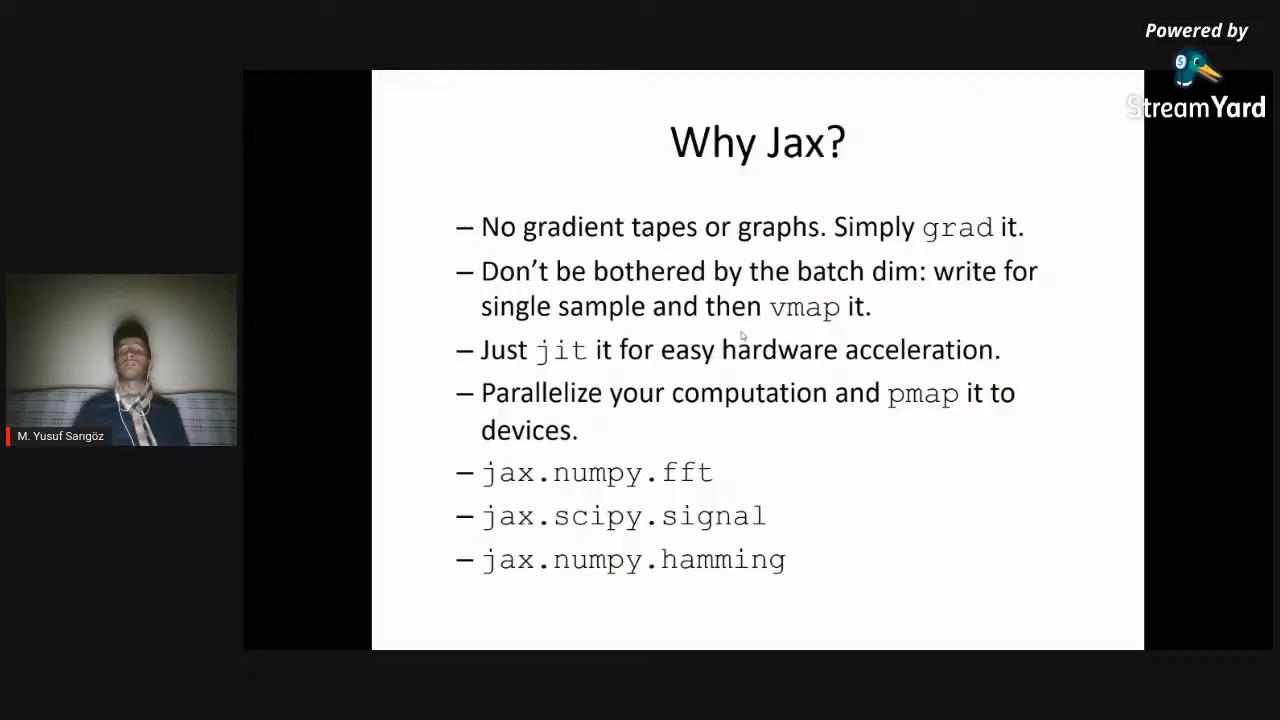 Powered by
StreamYard
Why Jax?
– No gradient tapes or graphs. Simply grad it.
– Don’t be bothered by the batch dim: write for
single sample and then vmap it.
– Just jit it for easy hardware acceleration.
– Parallelize your computation and pmap it to
devices.
– jax.numpy.fft
– jax.scipy.signal
– jax.numpy.hamming
M. Yusuf Sarıgöz